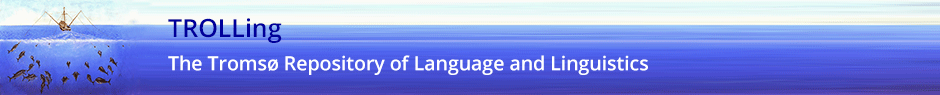 TROLLing
The Tromsø Repository of Language and Linguistics